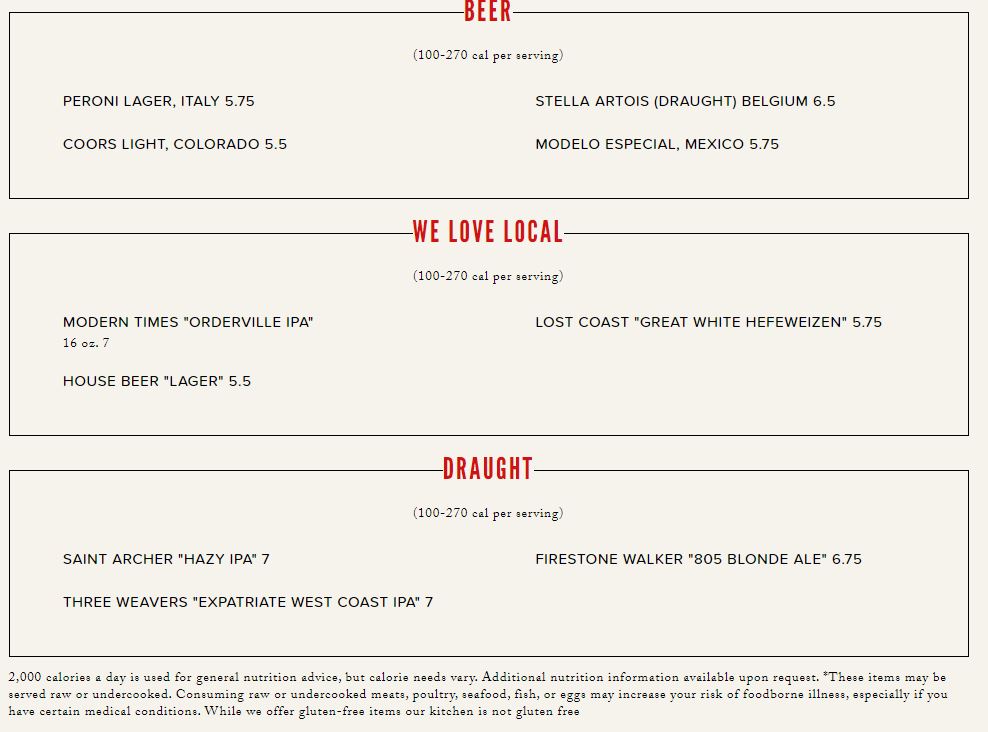 BEER
(100-270 cal per serving)
PERONI LAGER, ITALY 5.75
STELLA ARTOIS (DRAUGHT) BELGIUM 6.5
COORS LIGHT, COLORADO 5.5
MODELO ESPECIAL, MEXICO 5.75
WE LOVE LOCAL
(100-270 cal per serving)
MODERN TIMES "ORDERVILLE IPA"
16 oz. 7
LOST COAST "GREAT WHITE HEFEWEIZEN" 5.75
HOUSE BEER "LAGER" 5.5
DRAUGHT
(100-270 cal per serving)
SAINT ARCHER "HAZY IPA" 7
FIRESTONE WALKER "805 BLONDE ALE" 6.75
THREE WEAVERS "EXPATRIATE WEST COAST IPA" 7
2,000 calories a day is used for general nutrition advice, but calorie needs vary. Additional nutrition information available upon request. *These items may be
served raw or undercooked. Consuming raw or undercooked meats, poultry, seafood, fish, or eggs may increase your risk of foodborne illness, especially if you
have certain medical conditions. While we offer gluten-free items our kitchen is not gluten free